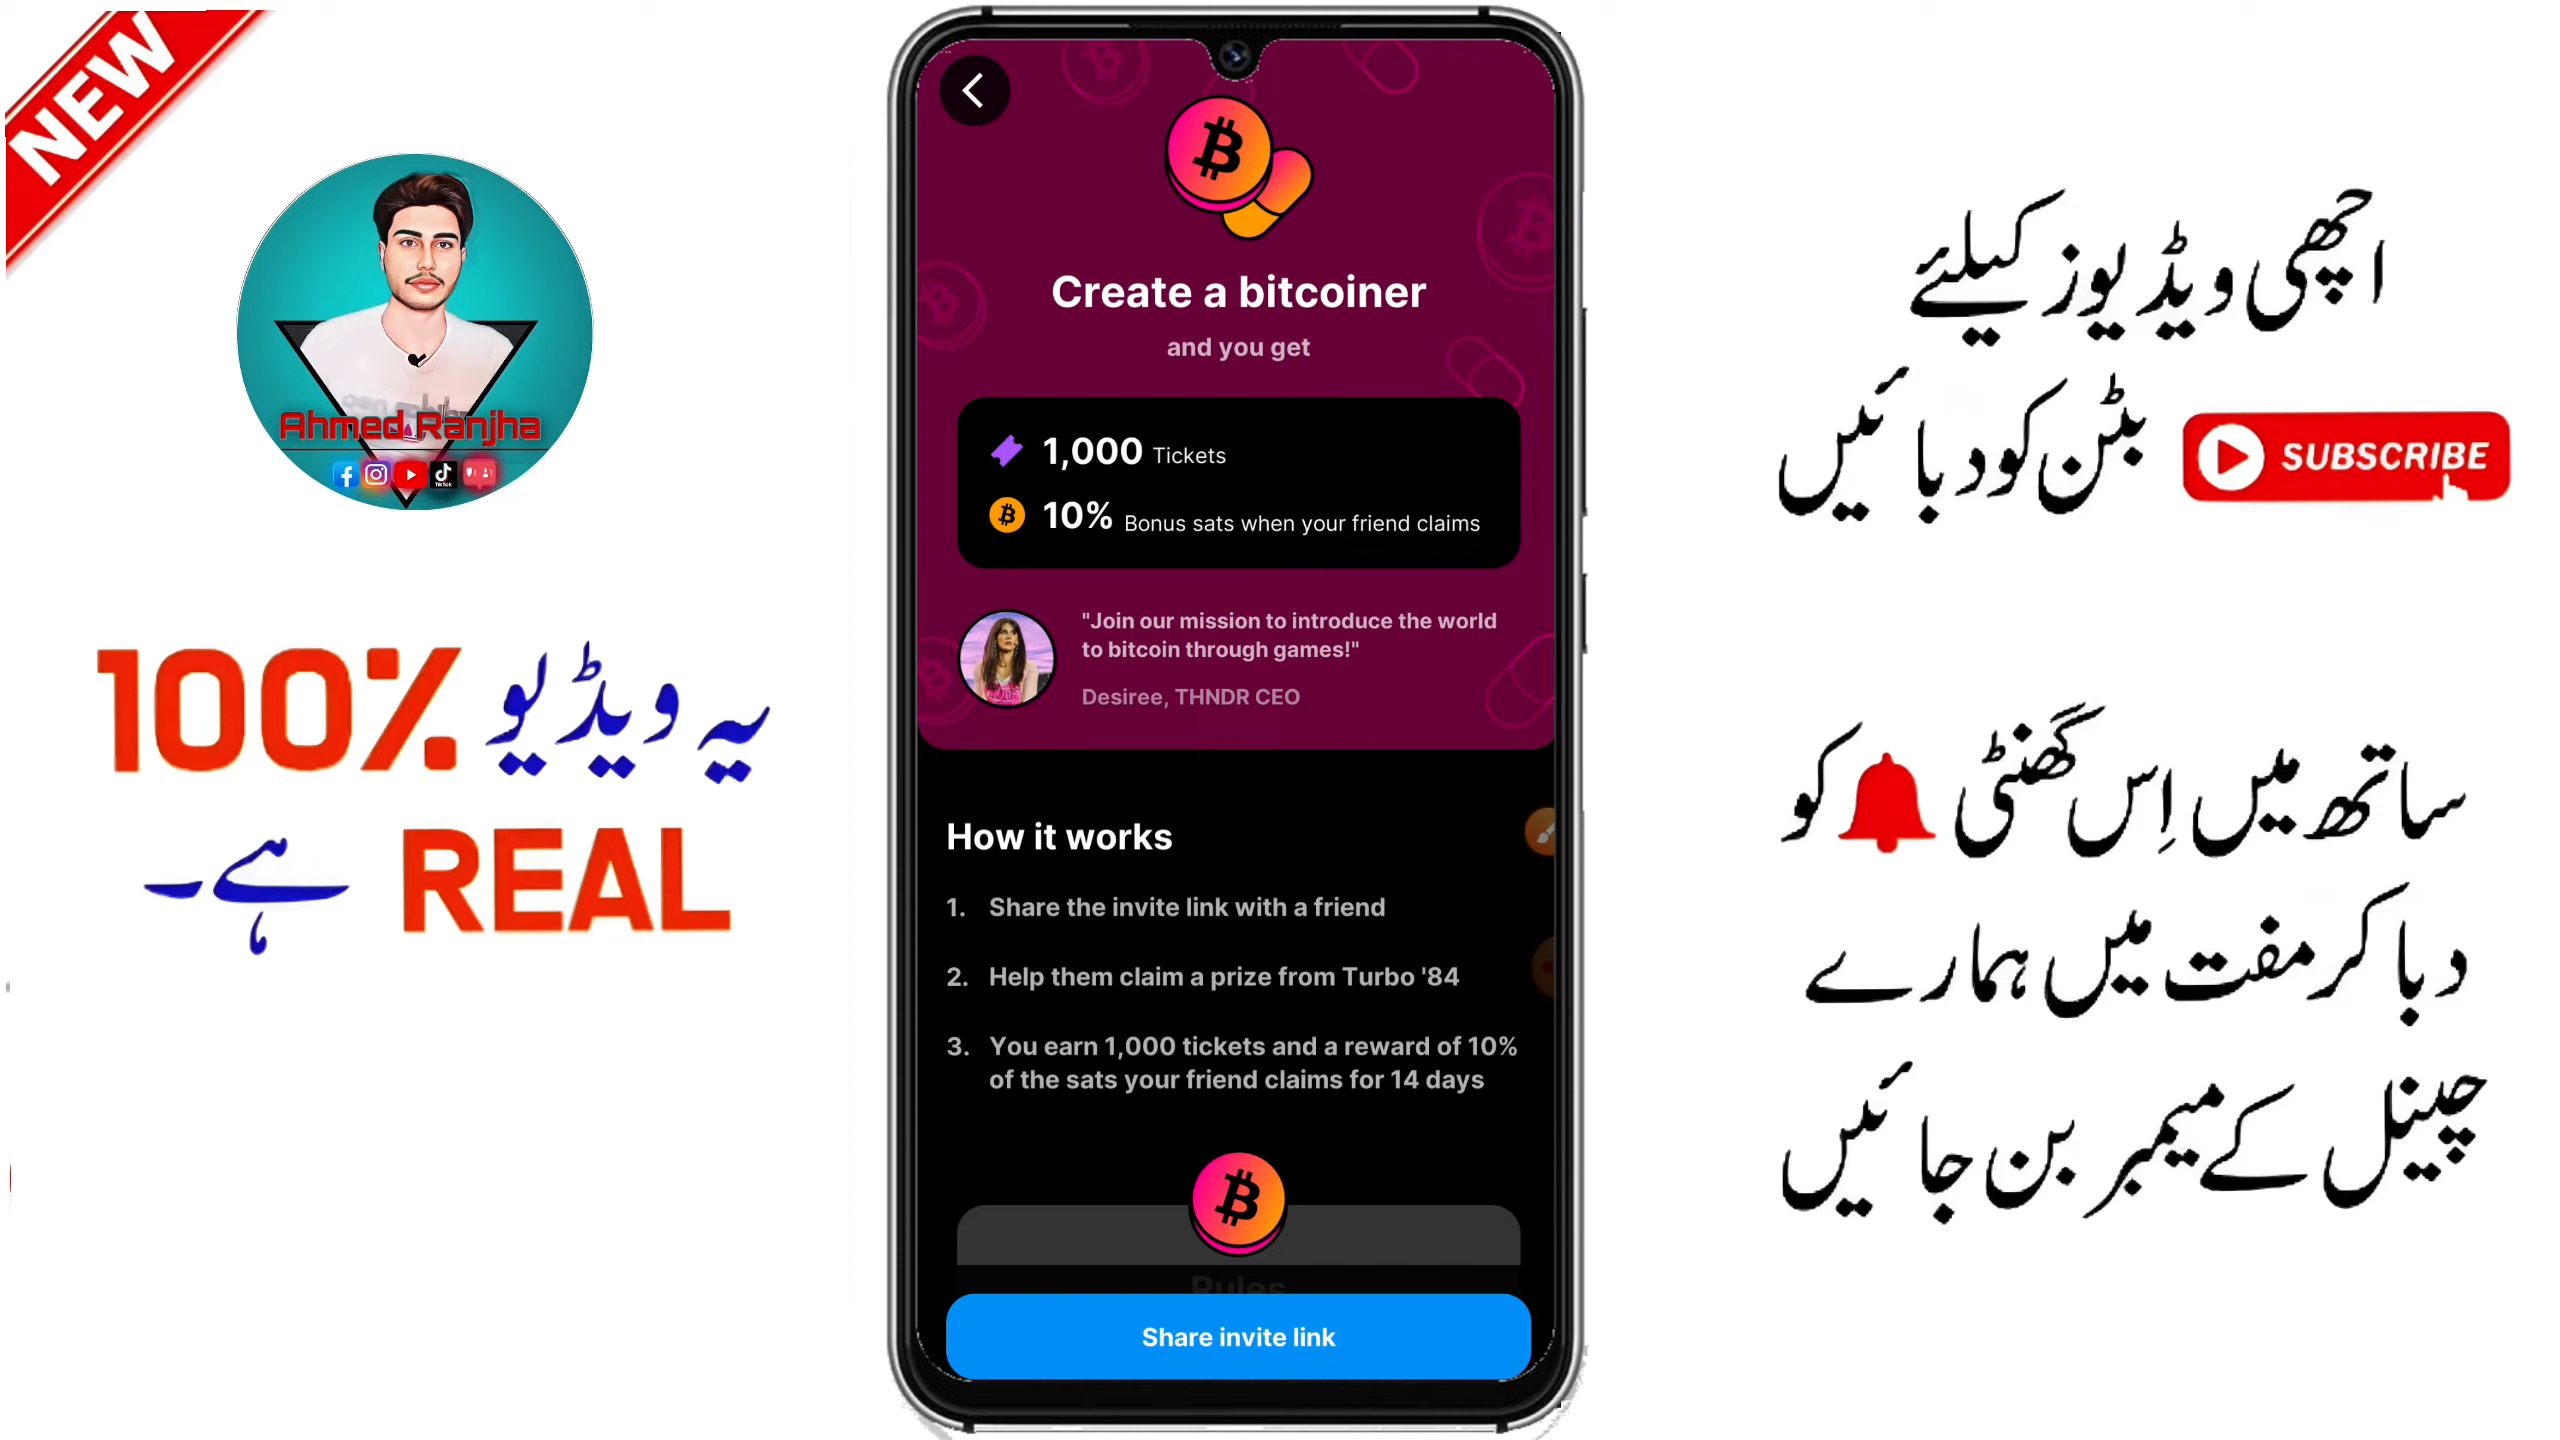 NEW
Ahmed Ranjha
TikTok
یہ ویڈیو 100%
REAL ہے۔
Create a bitcoiner
and you get
1,000 Tickets
10% Bonus sats when your friend claims
"Join our mission to introduce the world
to bitcoin through games!"
Desiree, THNDR CEO
How it works
1. Share the invite link with a friend
2. Help them claim a prize from Turbo '84
3. You earn 1,000 tickets and a reward of 10%
of the sats your friend claims for 14 days
Rules
Share invite link
اچھی ویڈیوز کیلئے
SUBSCRIBE بٹن کو دبائیں
ساتھ میں اِس گھنٹی کو
دبا کر مفت میں ہمارے
چینل کے میمبر بن جائیں